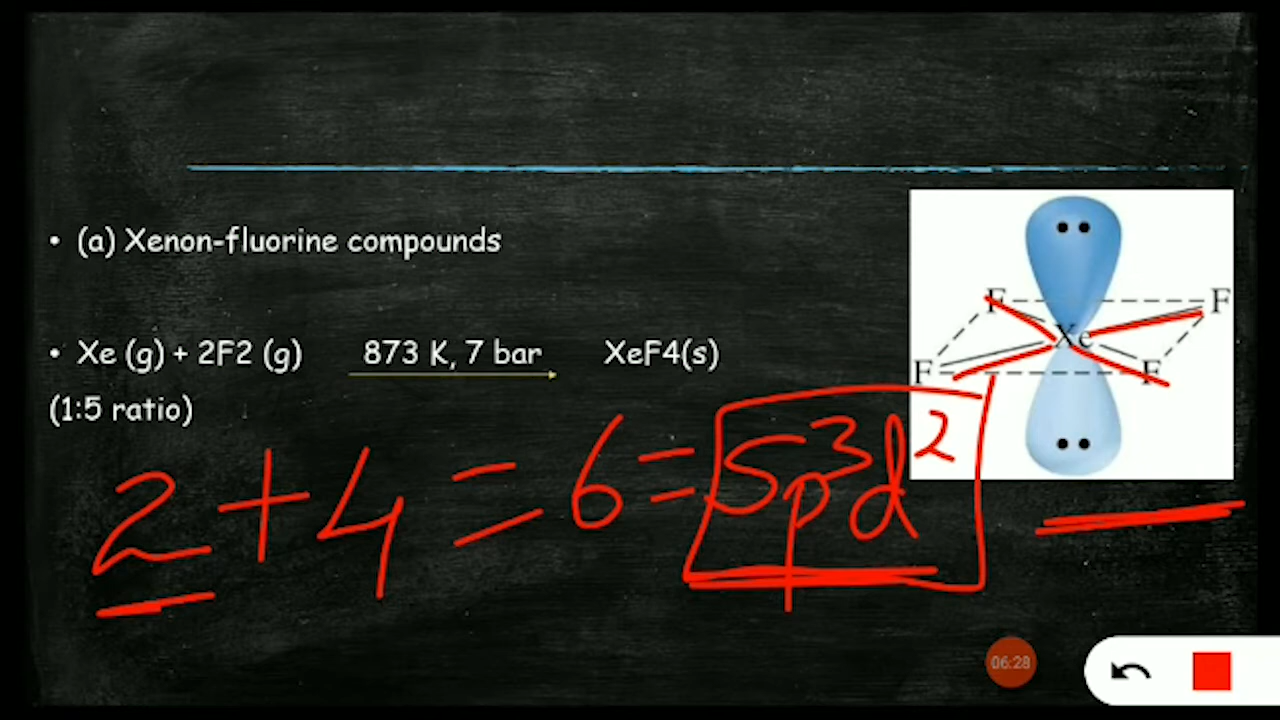 • (a) Xenon-fluorine compounds
• Xe (g) + 2F2 (g) 873 K, 7 bar XeF4(s)
(1:5 ratio)
F F
Xe
F F
2 + 4 = 6 = Sp3d2
06:28